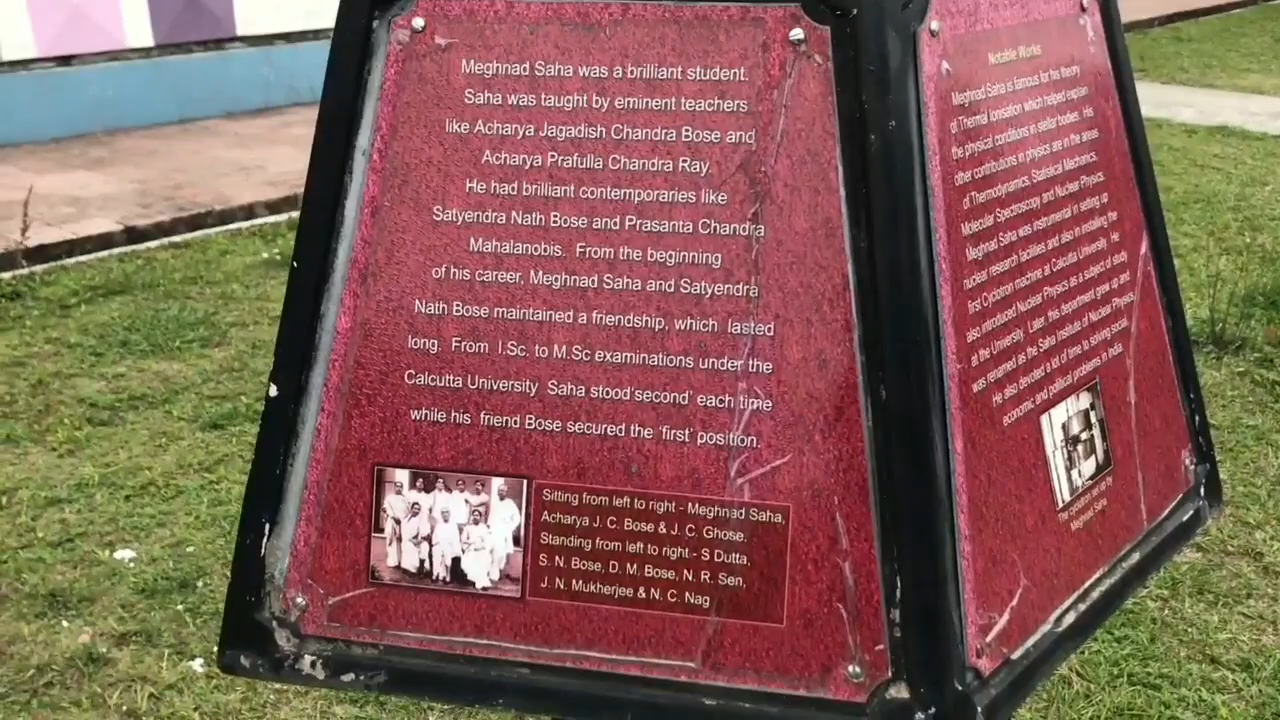 Meghnad Saha was a brilliant student.
Saha was taught by eminent teachers
like Acharya Jagadish Chandra Bose and
Acharya Prafulla Chandra Ray.
He had brilliant contemporaries like
Satyendra Nath Bose and Prasanta Chandra
Mahalanobis. From the beginning
of his career, Meghnad Saha and Satyendra
Nath Bose maintained a friendship, which lasted
long. From I.Sc. to M.Sc examinations under the
Calcutta University Saha stood 'second' each time
while his friend Bose secured the 'first' position.
Sitting from left to right - Meghnad Saha,
Acharya J. C. Bose & J. C. Ghose.
Standing from left to right - S Dutta,
S. N. Bose, D. M. Bose, N. R. Sen,
J. N. Mukherjee & N. C. Nag
Notable Works
Meghnad Saha is famous for his theory
of Thermal Ionisation which helped explain
the physical conditions in stellar bodies. His
other contributions in physics are in the areas
of Thermodynamics, Statistical Mechanics,
Molecular Spectroscopy and Nuclear Physics.
Meghnad Saha was instrumental in setting up
nuclear research facilities and also in installing the
first Cyclotron machine at Calcutta University. He
also introduced Nuclear Physics as a subject of study
at the University. Later, this department grew up and
was renamed as the Saha Institute of Nuclear Physics.
He also devoted a lot of time to solving social,
economic and political problems in India.
The cyclotron set up by
Meghnad Saha